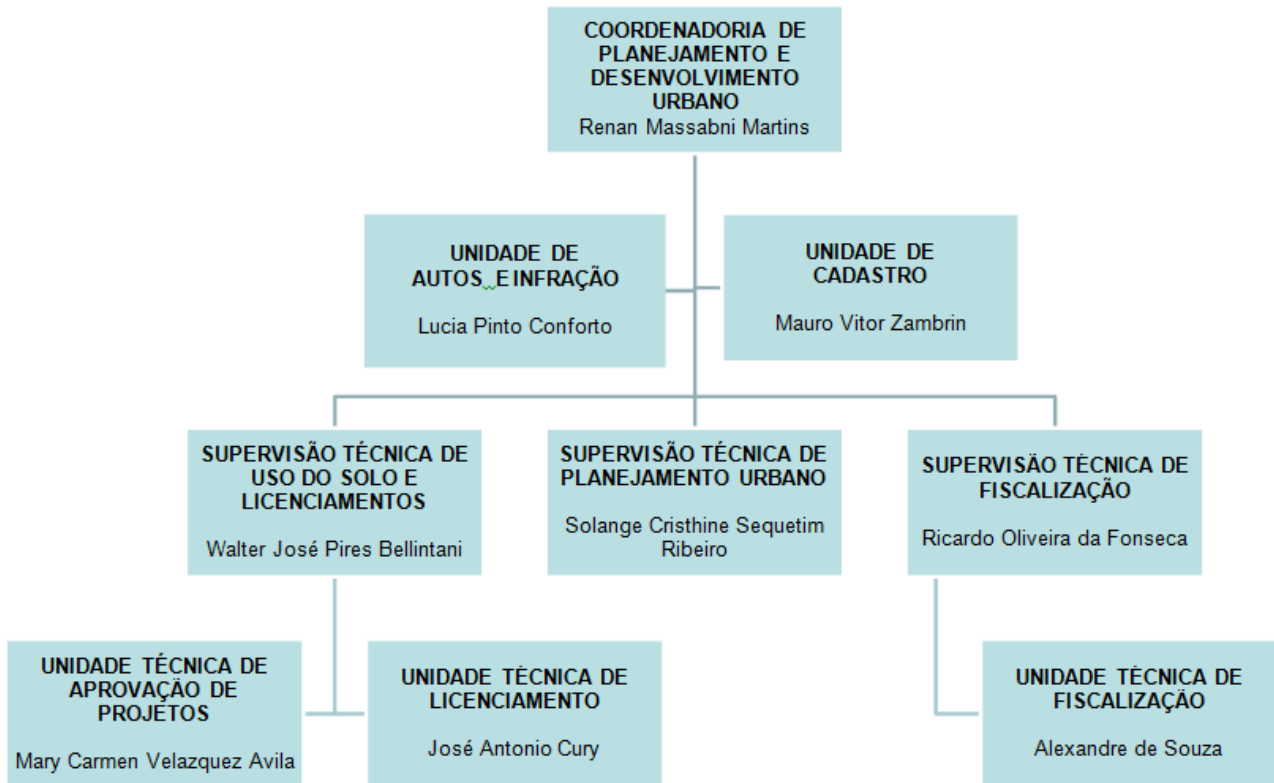 COORDENADORIA DE
PLANEJAMENTO E
DESENVOLVIMENTO
URBANO
Renan Massabni Martins
UNIDADE DE
AUTOS E INFRAÇÃO
Lucia Pinto Conforto
UNIDADE DE
CADASTRO
Mauro Vitor Zambrin
SUPERVISÃO TÉCNICA DE
USO DO SOLO E
LICENCIAMENTOS
Walter José Pires Bellintani
SUPERVISÃO TÉCNICA DE
PLANEJAMENTO URBANO
Solange Cristhine Sequetim
Ribeiro
SUPERVISÃO TÉCNICA DE
FISCALIZAÇÃO
Ricardo Oliveira da Fonseca
UNIDADE TÉCNICA DE
APROVAÇÃO DE
PROJETOS
Mary Carmen Velazquez Avila
UNIDADE TÉCNICA DE
LICENCIAMENTO
José Antonio Cury
UNIDADE TÉCNICA DE
FISCALIZAÇÃO
Alexandre de Souza